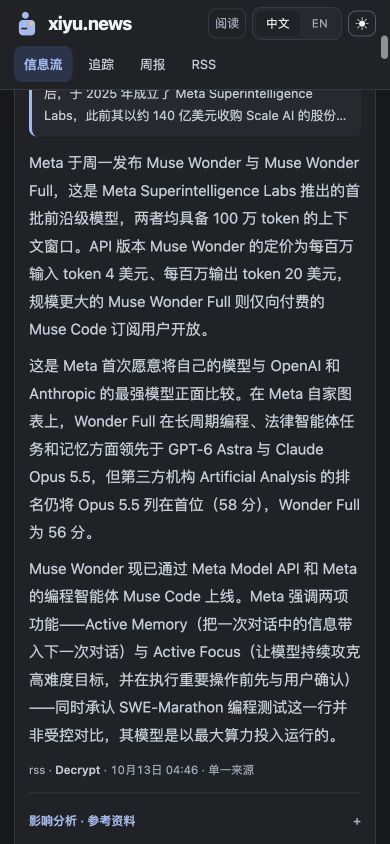 xiyu.news
阅读
中文
EN
信息流
追踪
周报
RSS
后，于 2025 年成立了 Meta Superintelligence
Labs，此前其以约 140 亿美元收购 Scale AI 的股份...
Meta 于周一发布 Muse Wonder 与 Muse Wonder
Full，这是 Meta Superintelligence Labs 推出的首
批前沿级模型，两者均具备 100 万 token 的上下
文窗口。API 版本 Muse Wonder 的定价为每百万
输入 token 4 美元、每百万输出 token 20 美元，
规模更大的 Muse Wonder Full 则仅向付费的
Muse Code 订阅用户开放。
这是 Meta 首次愿意将自己的模型与 OpenAI 和
Anthropic 的最强模型正面比较。在 Meta 自家图
表上，Wonder Full 在长周期编程、法律智能体任
务和记忆方面领先于 GPT-6 Astra 与 Claude
Opus 5.5，但第三方机构 Artificial Analysis 的排
名仍将 Opus 5.5 列在首位（58 分），Wonder Full
为 56 分。
Muse Wonder 现已通过 Meta Model API 和 Meta
的编程智能体 Muse Code 上线。Meta 强调两项
功能——Active Memory（把一次对话中的信息带
入下一次对话）与 Active Focus（让模型持续攻克
高难度目标，并在执行重要操作前先与用户确认）
——同时承认 SWE-Marathon 编程测试这一行并
非受控对比，其模型是以最大算力投入运行的。
rss · Decrypt · 10月13日 04:46 · 单一来源
影响分析 · 参考资料
+